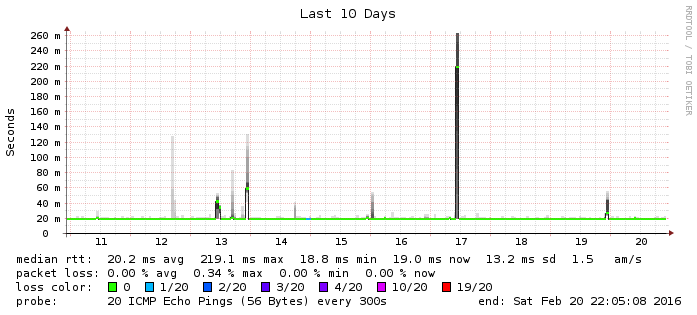 Last 10 Days
RRDTOOL / TOBI OETIKER
Seconds
260 m
240 m
220 m
200 m
180 m
160 m
140 m
120 m
100 m
80 m
60 m
40 m
20 m
0
11 12 13 14 15 16 17 18 19 20
median rtt: 20.2 ms avg 219.1 ms max 18.8 ms min 19.0 ms now 13.2 ms sd 1.5 am/s
packet loss: 0.00 % avg 0.34 % max 0.00 % min 0.00 % now
loss color: 0 1/20 2/20 3/20 4/20 10/20 19/20
probe: 20 ICMP Echo Pings (56 Bytes) every 300s end: Sat Feb 20 22:05:08 2016